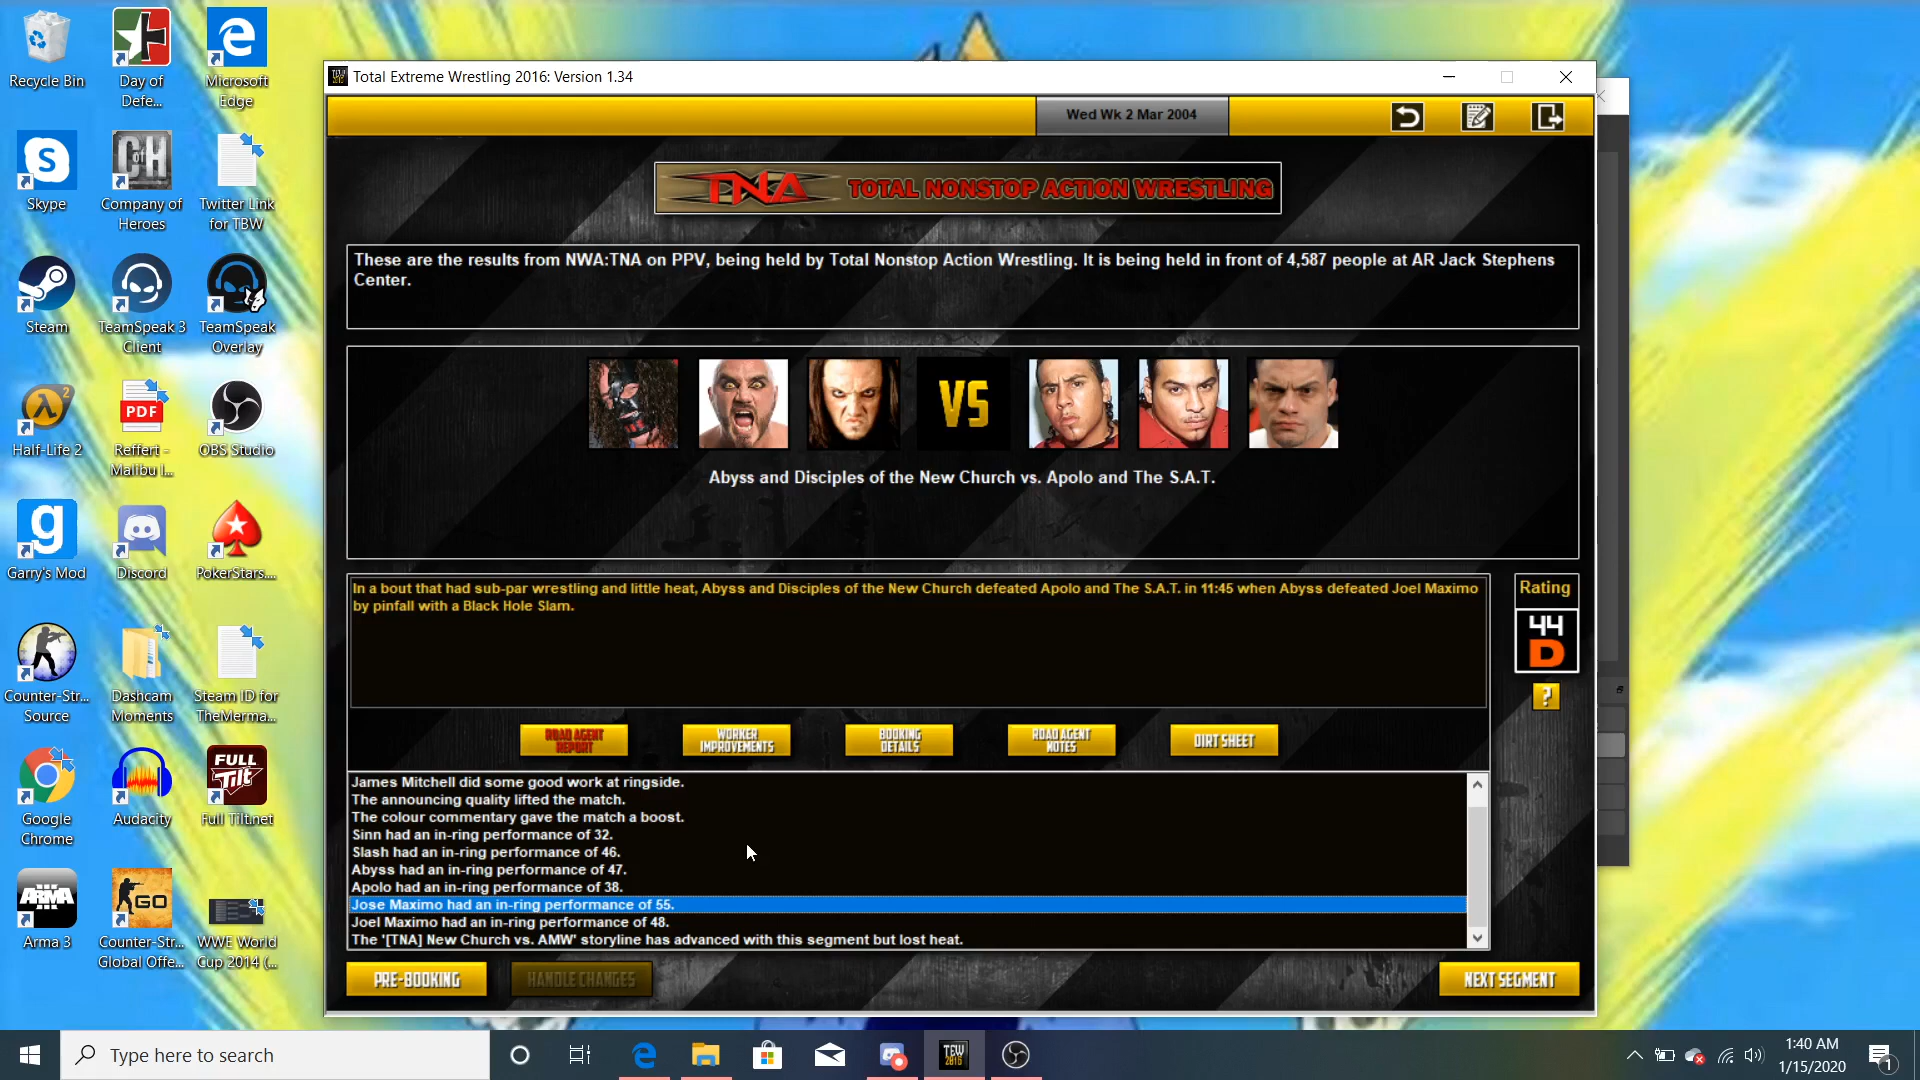 Recycle Bin
Day of
Defe...
Microsoft
Edge
Skype
Company of
Heroes
Twitter Link
for TBW
Steam
TeamSpeak 3
Client
TeamSpeak
Overlay
Half-Life 2
PDF
Reffert -
Malibu I...
OBS Studio
Garry's Mod
Discord
PokerStars....
Counter-Str...
Source
Dashcam
Moments
Steam ID for
TheMerma...
Google
Chrome
Audacity
FULL
TILT
Full Tilt.net
ARMA
Arma 3
GO
Counter-Str...
Global Offe...
WWE World
Cup 2014 (...
Total Extreme Wrestling 2016: Version 1.34
Wed Wk 2 Mar 2004
TNA TOTAL NONSTOP ACTION WRESTLING
These are the results from NWA:TNA on PPV, being held by Total Nonstop Action Wrestling. It is being held in front of 4,587 people at AR Jack Stephens
Center.
VS
Abyss and Disciples of the New Church vs. Apolo and The S.A.T.
In a bout that had sub-par wrestling and little heat, Abyss and Disciples of the New Church defeated Apolo and The S.A.T. in 11:45 when Abyss defeated Joel Maximo
by pinfall with a Black Hole Slam.
Rating
44
D
?
ROAD AGENT
REPORT
WORKER
IMPROVEMENTS
BOOKING
DETAILS
ROAD AGENT
NOTES
DIRT SHEET
James Mitchell did some good work at ringside.
The announcing quality lifted the match.
The colour commentary gave the match a boost.
Sinn had an in-ring performance of 32.
Slash had an in-ring performance of 46.
Abyss had an in-ring performance of 47.
Apolo had an in-ring performance of 38.
Jose Maximo had an in-ring performance of 55.
Joel Maximo had an in-ring performance of 48.
The '[TNA] New Church vs. AMW' storyline has advanced with this segment but lost heat.
PRE-BOOKING
HANDLE CHANGES
NEXT SEGMENT
Type here to search
TEW
2016
1:40 AM
1/15/2020
1